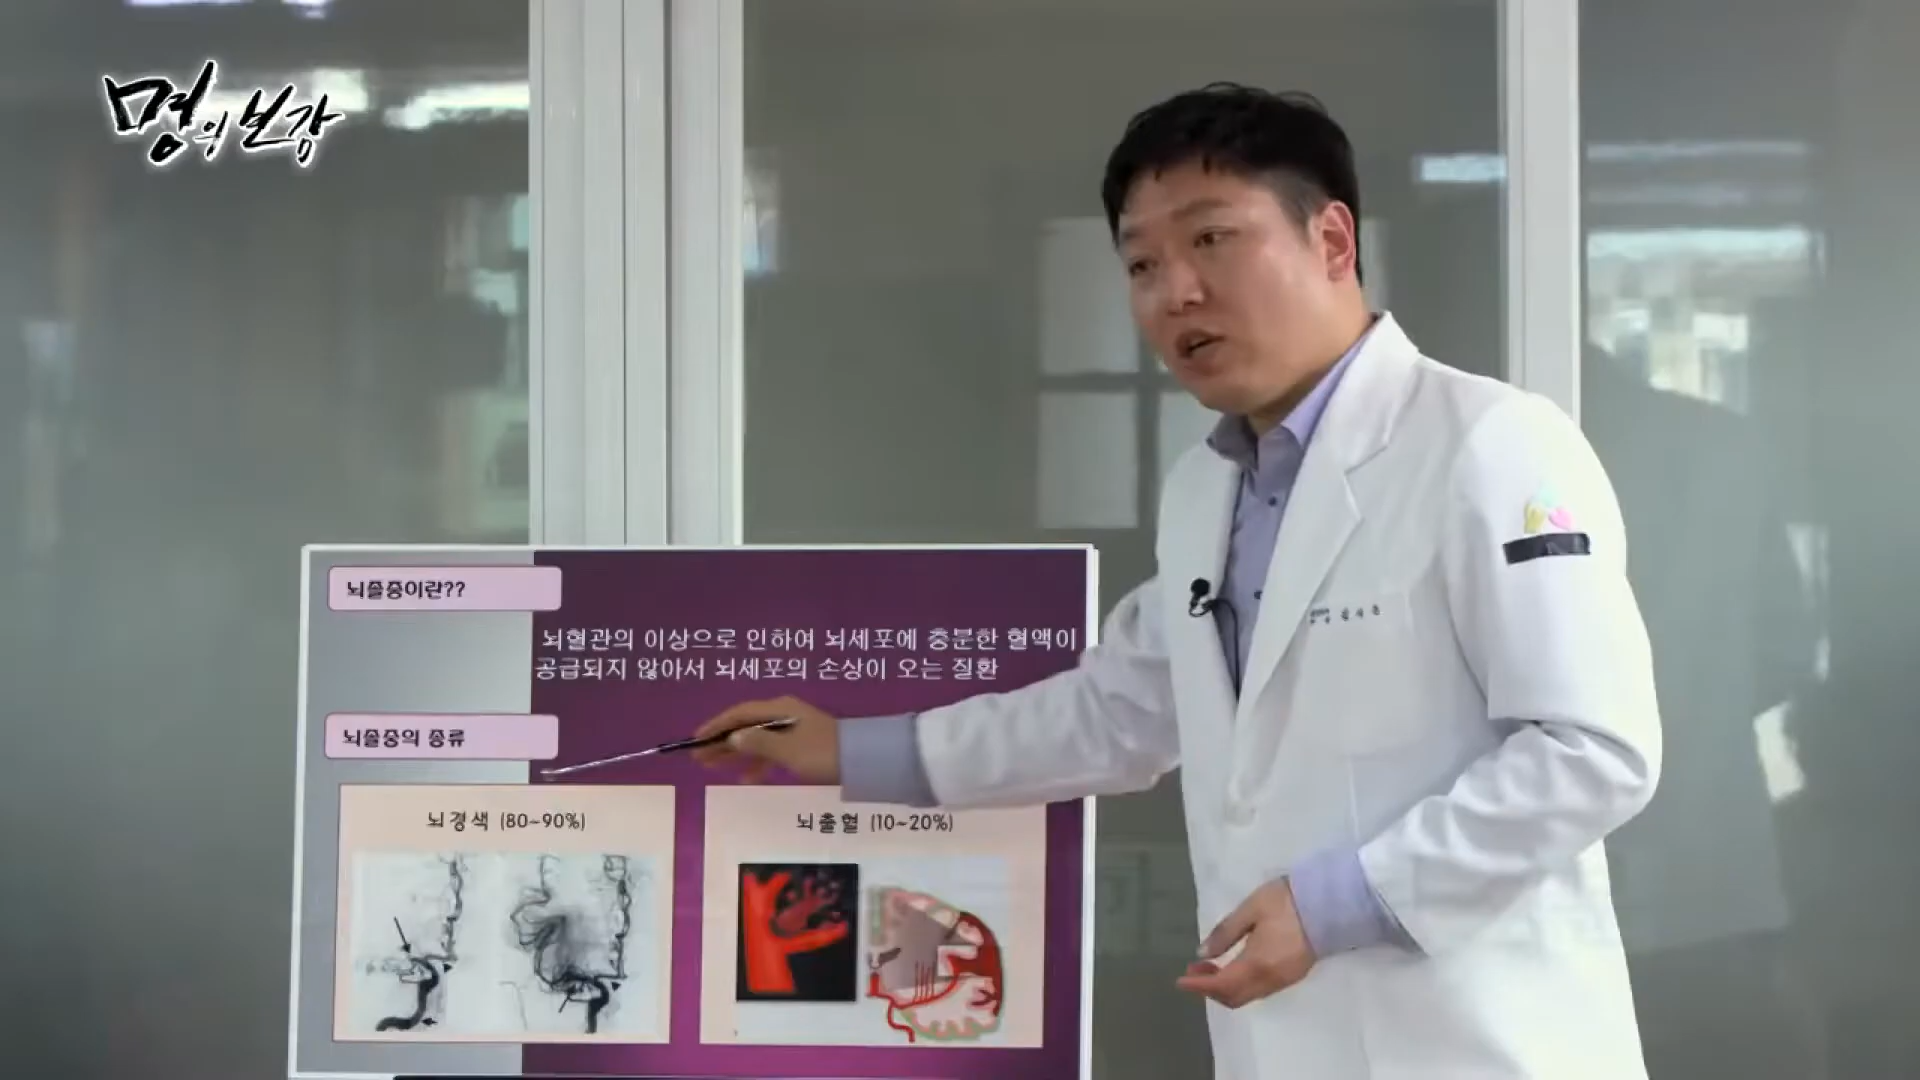 명의보감
뇌졸중이란??
뇌혈관의 이상으로 인하여 뇌세포에 충분한 혈액이
공급되지 않아서 뇌세포의 손상이 오는 질환
뇌졸중의 종류
뇌경색 (80~90%)
뇌출혈 (10~20%)